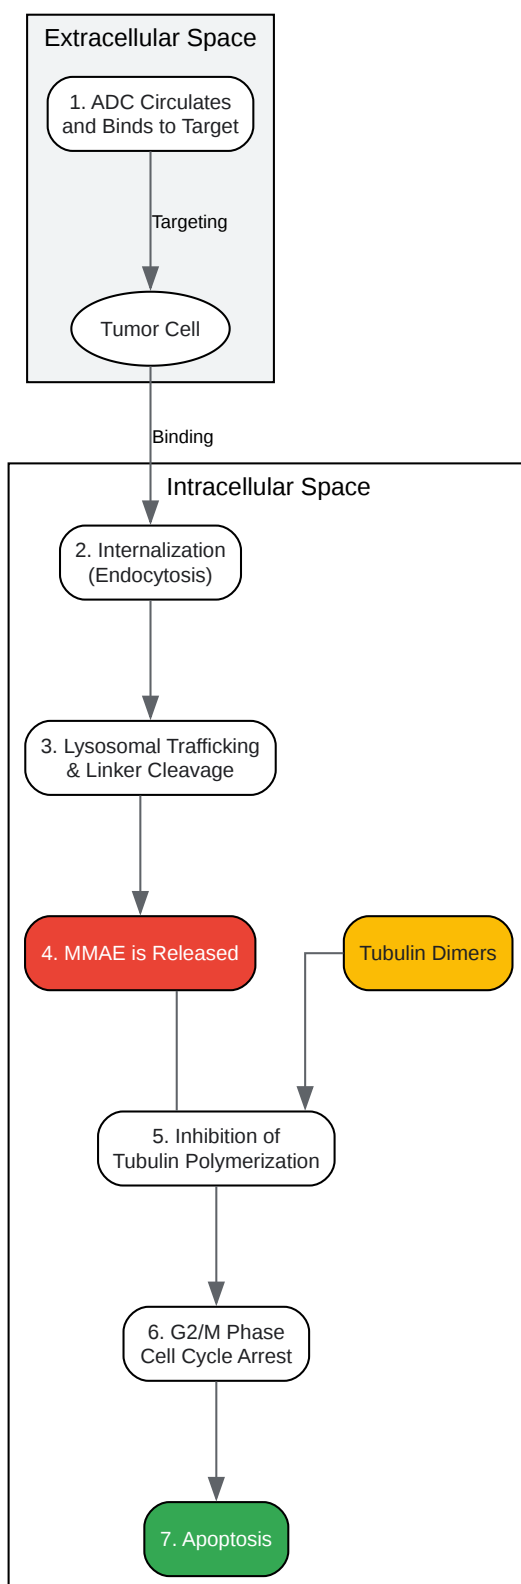 Extracellular Space
1. ADC Circulates
and Binds to Target
Targeting
Tumor Cell
Binding
Intracellular Space
2. Internalization
(Endocytosis)
3. Lysosomal Trafficking
& Linker Cleavage
4. MMAE is Released
Tubulin Dimers
5. Inhibition of
Tubulin Polymerization
6. G2/M Phase
Cell Cycle Arrest
7. Apoptosis